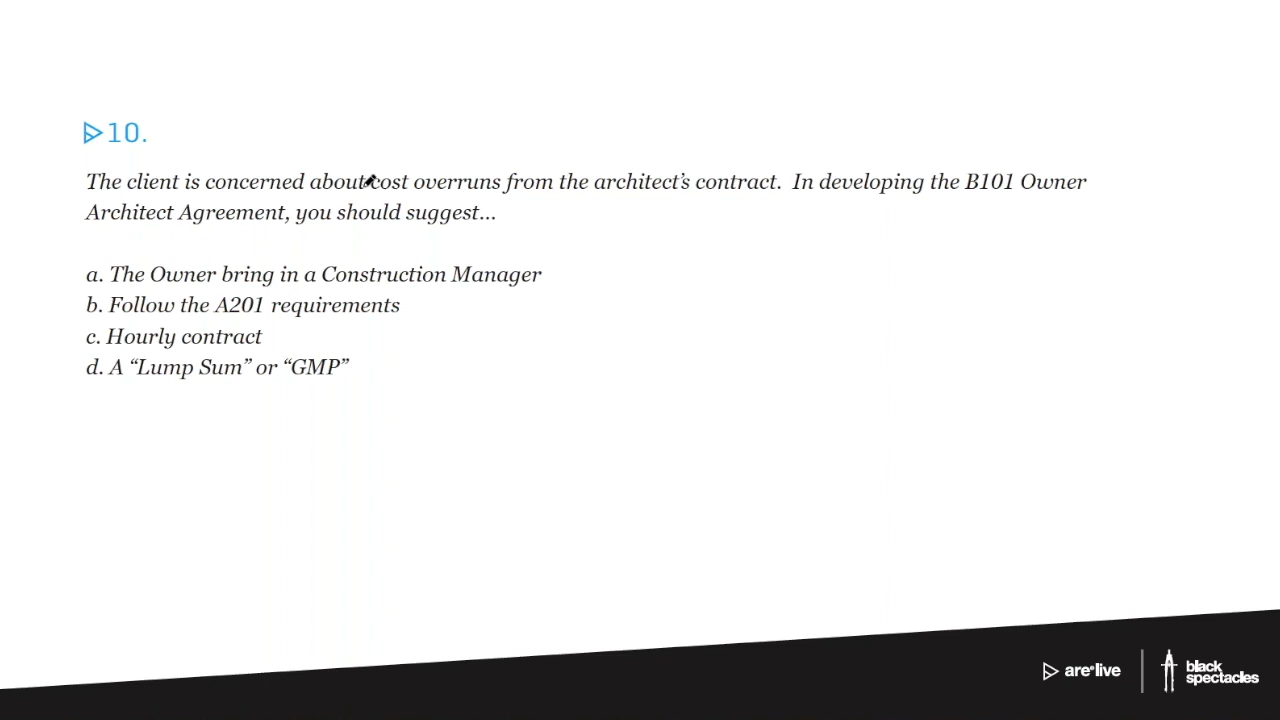 10.
The client is concerned about cost overruns from the architect's contract.  In developing the B101 Owner
Architect Agreement, you should suggest...
a. The Owner bring in a Construction Manager
b. Follow the A201 requirements
c. Hourly contract
d. A “Lump Sum” or “GMP”
are live
black
spectacles